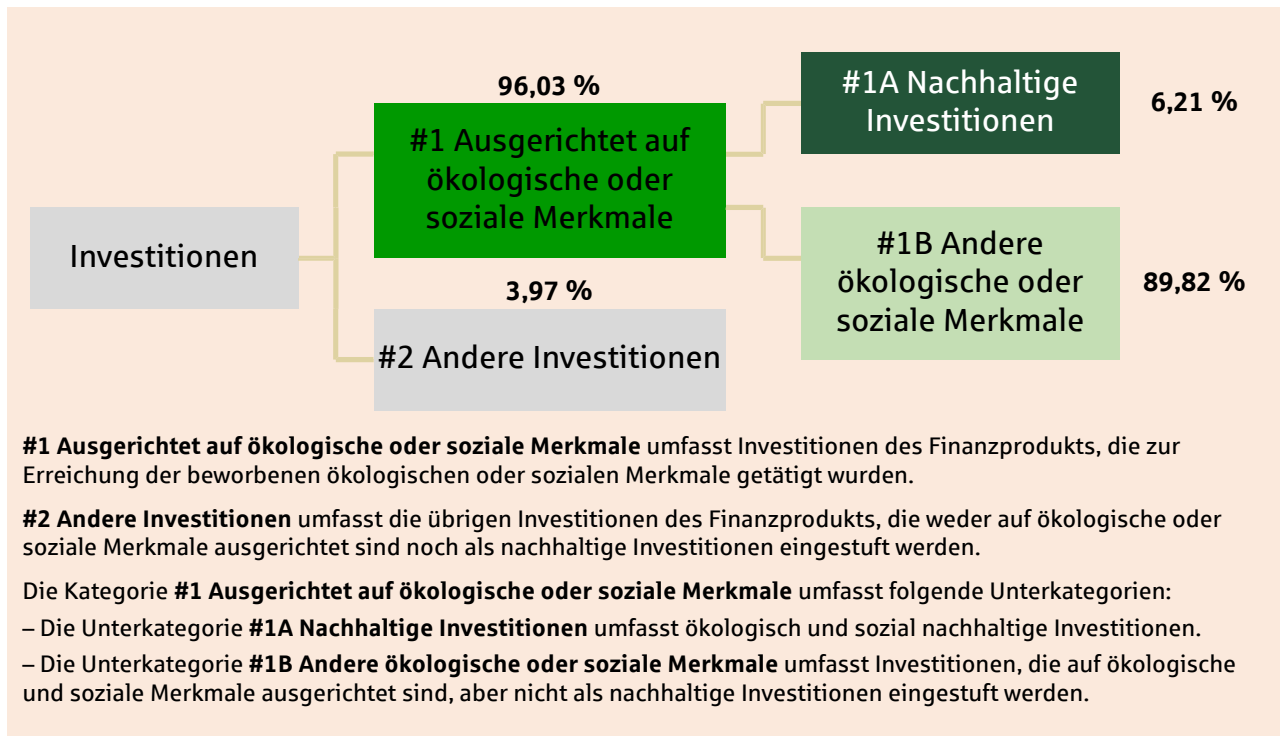 96,03 %
#1 Ausgerichtet auf
ökologische oder
soziale Merkmale
#1A Nachhaltige
Investitionen
6,21 %
Investitionen
3,97 %
#2 Andere Investitionen
#1B Andere
ökologische oder
soziale Merkmale
89,82 %
#1 Ausgerichtet auf ökologische oder soziale Merkmale umfasst Investitionen des Finanzprodukts, die zur
Erreichung der beworbenen ökologischen oder sozialen Merkmale getätigt wurden.
#2 Andere Investitionen umfasst die übrigen Investitionen des Finanzprodukts, die weder auf ökologische oder
soziale Merkmale ausgerichtet sind noch als nachhaltige Investitionen eingestuft werden.
Die Kategorie #1 Ausgerichtet auf ökologische oder soziale Merkmale umfasst folgende Unterkategorien:
– Die Unterkategorie #1A Nachhaltige Investitionen umfasst ökologisch und sozial nachhaltige Investitionen.
– Die Unterkategorie #1B Andere ökologische oder soziale Merkmale umfasst Investitionen, die auf ökologische
und soziale Merkmale ausgerichtet sind, aber nicht als nachhaltige Investitionen eingestuft werden.